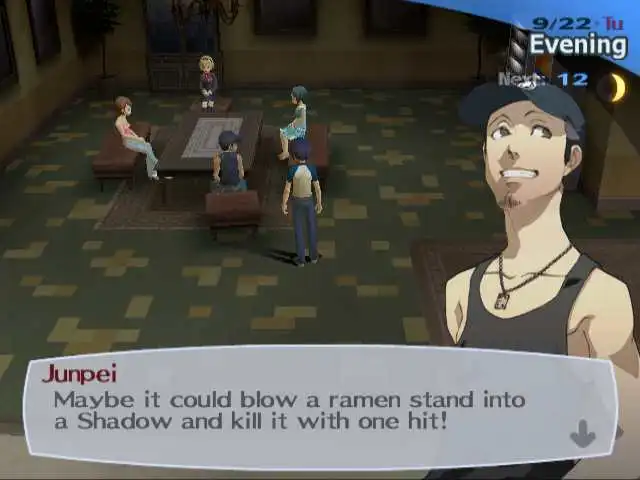 9/22 Tu
Evening
Next: 12
Junpei
Maybe it could blow a ramen stand into
a Shadow and kill it with one hit!